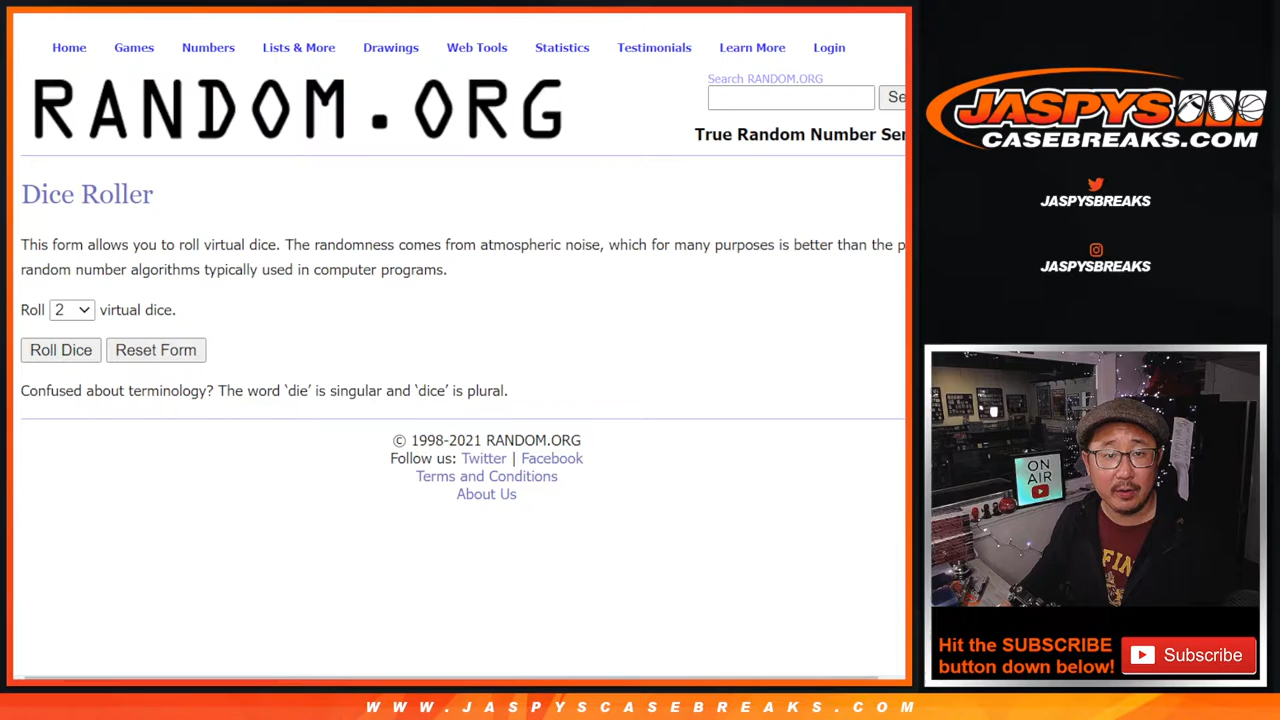 Home Games Numbers Lists & More Drawings Web Tools Statistics Testimonials Learn More Login
RANDOM.ORG
Search RANDOM.ORG
True Random Number Ser
Dice Roller
This form allows you to roll virtual dice. The randomness comes from atmospheric noise, which for many purposes is better than the p
random number algorithms typically used in computer programs.
Roll 2 virtual dice.
Roll Dice Reset Form
Confused about terminology? The word ‘die’ is singular and ‘dice’ is plural.
© 1998-2021 RANDOM.ORG
Follow us: Twitter | Facebook
Terms and Conditions
About Us
JASPYS
CASEBREAKS.COM
JASPYSBREAKS
JASPYSBREAKS
ON
AIR
Hit the SUBSCRIBE
button down below!
Subscribe
WWW.JASPYSCASEBREAKS.COM